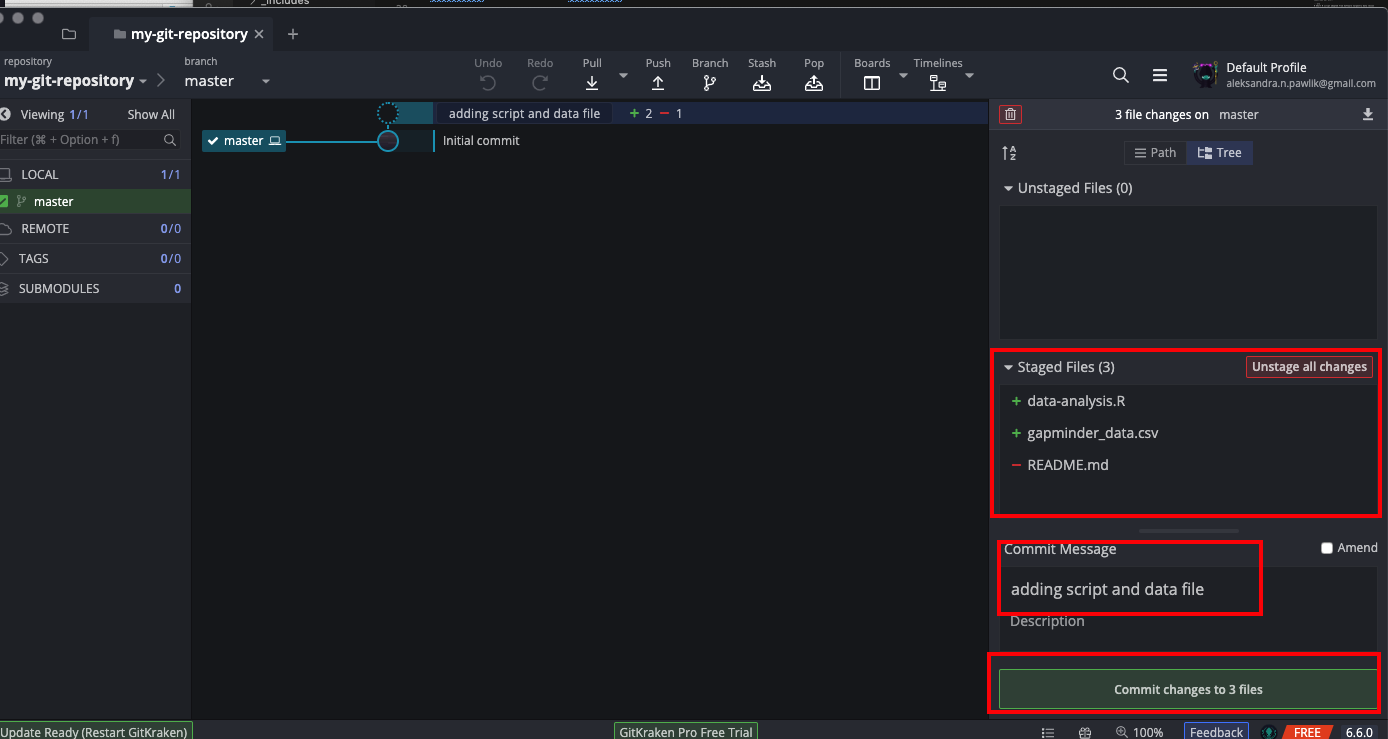 _includes
my-git-repository
repository
my-git-repository
branch
master
Undo
Redo
Pull
Push
Branch
Stash
Pop
Boards
Timelines
Default Profile
aleksandra.n.pawlik@gmail.com
Viewing 1/1
Show All
Filter (⌘ + Option + f)
LOCAL 1/1
master
REMOTE 0/0
TAGS 0/0
SUBMODULES 0
adding script and data file + 2 − 1
master
Initial commit
3 file changes on master
A
Z
Path
Tree
Unstaged Files (0)
Staged Files (3)
Unstage all changes
+ data-analysis.R
+ gapminder_data.csv
− README.md
Commit Message
Amend
adding script and data file
Description
Commit changes to 3 files
Update Ready (Restart GitKraken)
GitKraken Pro Free Trial
100%
Feedback
FREE
6.6.0